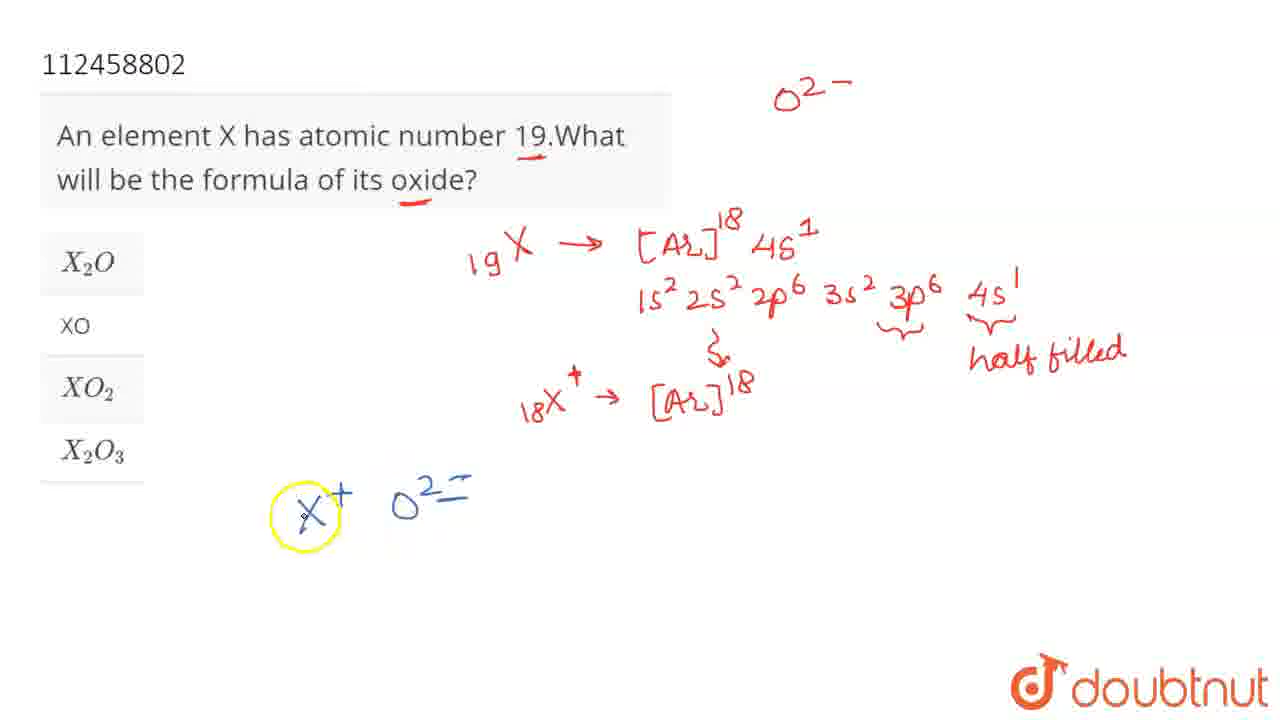 112458802
O²⁻
An element X has atomic number 19.What
will be the formula of its oxide?
₁₉X → [Ar]¹⁸ 4s¹
1s² 2s² 2p⁶ 3s² 3p⁶ 4s¹
half filled
₁₈X⁺ → [Ar]¹⁸
X₂O
XO
XO₂
X₂O₃
X⁺ O²⁻
doubtnut